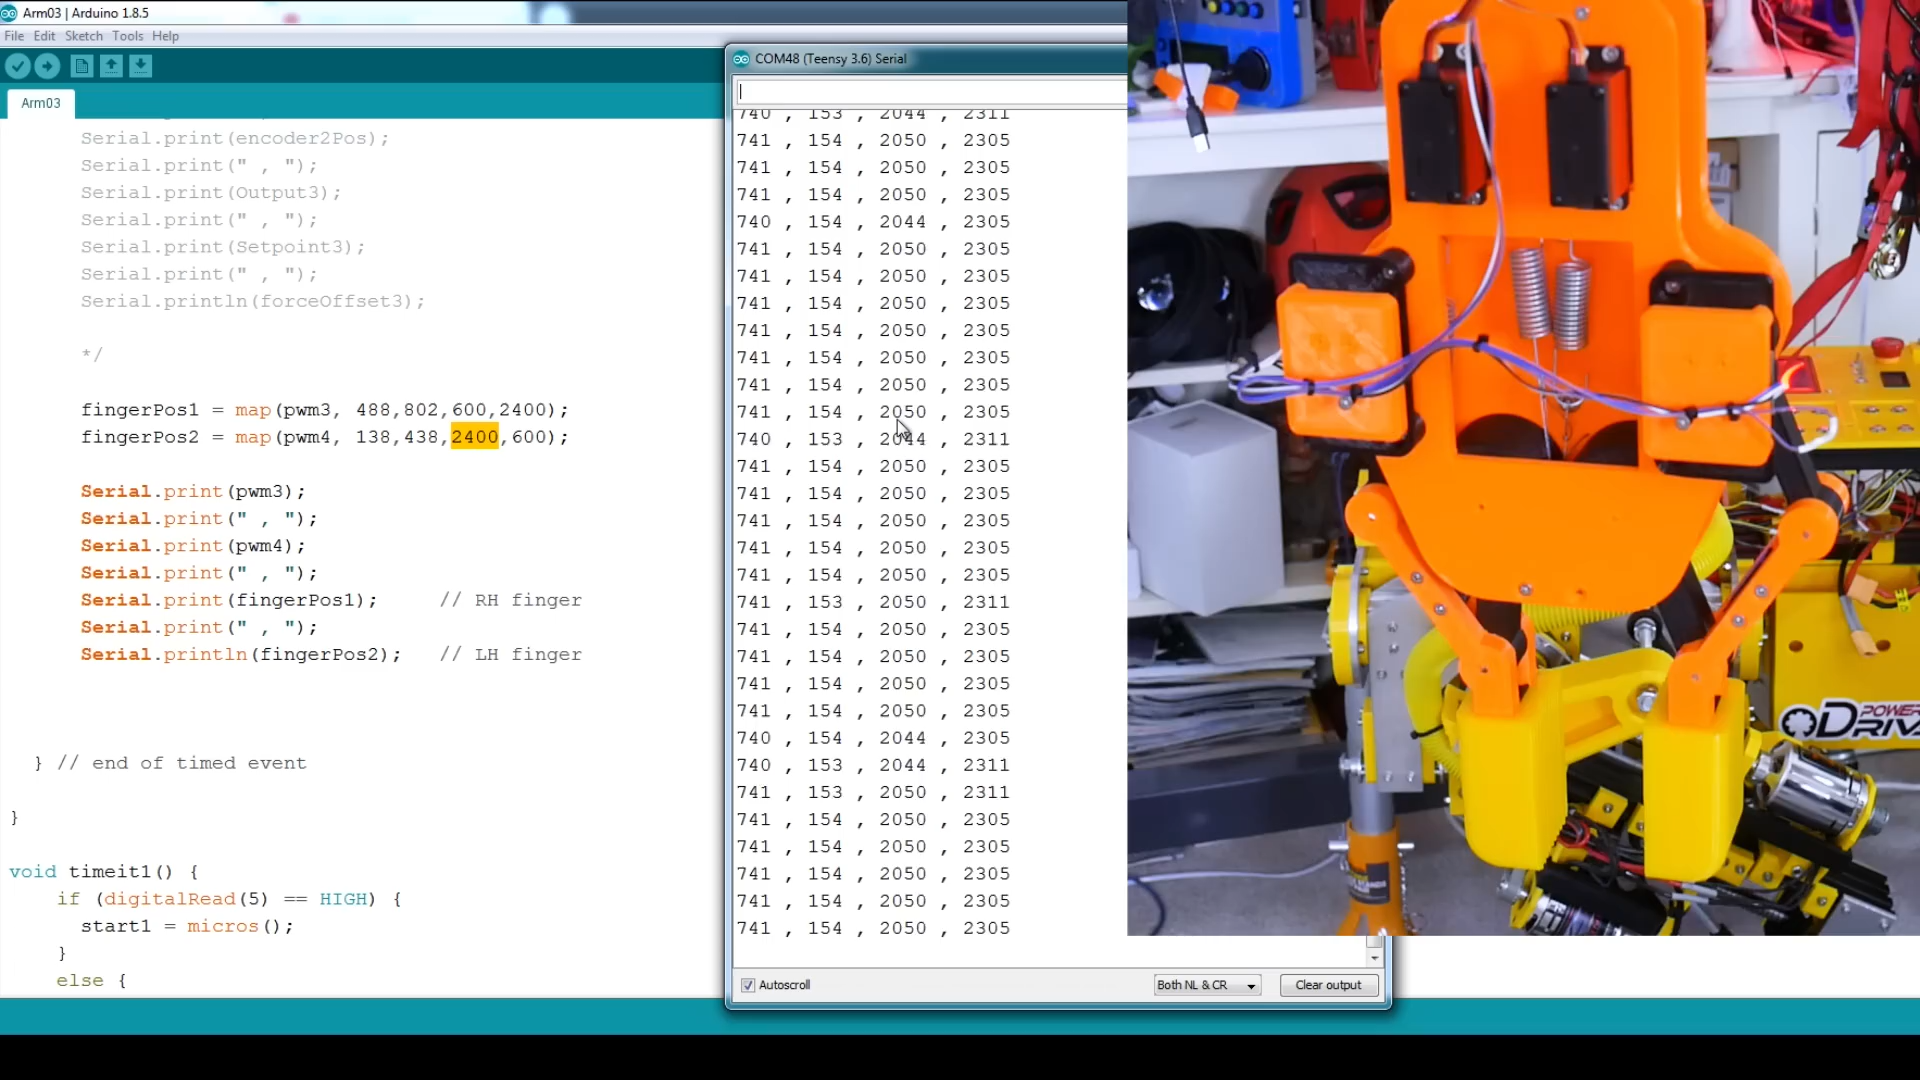 Arm03 | Arduino 1.8.5
File Edit Sketch Tools Help
Arm03
Serial.print(encoder2Pos);
Serial.print(" , ");
Serial.print(Output3);
Serial.print(" , ");
Serial.print(Setpoint3);
Serial.print(" , ");
Serial.println(forceOffset3);
*/
fingerPos1 = map(pwm3, 488,802,600,2400);
fingerPos2 = map(pwm4, 138,438,2400,600);
Serial.print(pwm3);
Serial.print(" , ");
Serial.print(pwm4);
Serial.print(" , ");
Serial.print(fingerPos1); // RH finger
Serial.print(" , ");
Serial.println(fingerPos2); // LH finger
} // end of timed event
}
void timeit1() {
if (digitalRead(5) == HIGH) {
start1 = micros();
}
else {
COM48 (Teensy 3.6) Serial
740 , 153 , 2044 , 2311
741 , 154 , 2050 , 2305
741 , 154 , 2050 , 2305
741 , 154 , 2050 , 2305
740 , 154 , 2044 , 2305
741 , 154 , 2050 , 2305
741 , 154 , 2050 , 2305
741 , 154 , 2050 , 2305
741 , 154 , 2050 , 2305
741 , 154 , 2050 , 2305
741 , 154 , 2050 , 2305
741 , 154 , 2050 , 2305
740 , 153 , 2044 , 2311
741 , 154 , 2050 , 2305
741 , 154 , 2050 , 2305
741 , 154 , 2050 , 2305
741 , 154 , 2050 , 2305
741 , 154 , 2050 , 2305
741 , 153 , 2050 , 2311
741 , 154 , 2050 , 2305
741 , 154 , 2050 , 2305
741 , 154 , 2050 , 2305
741 , 154 , 2050 , 2305
740 , 154 , 2044 , 2305
740 , 153 , 2044 , 2311
741 , 153 , 2050 , 2311
741 , 154 , 2050 , 2305
741 , 154 , 2050 , 2305
741 , 154 , 2050 , 2305
741 , 154 , 2050 , 2305
741 , 154 , 2050 , 2305
Autoscroll
Both NL & CR
Clear output
POWER